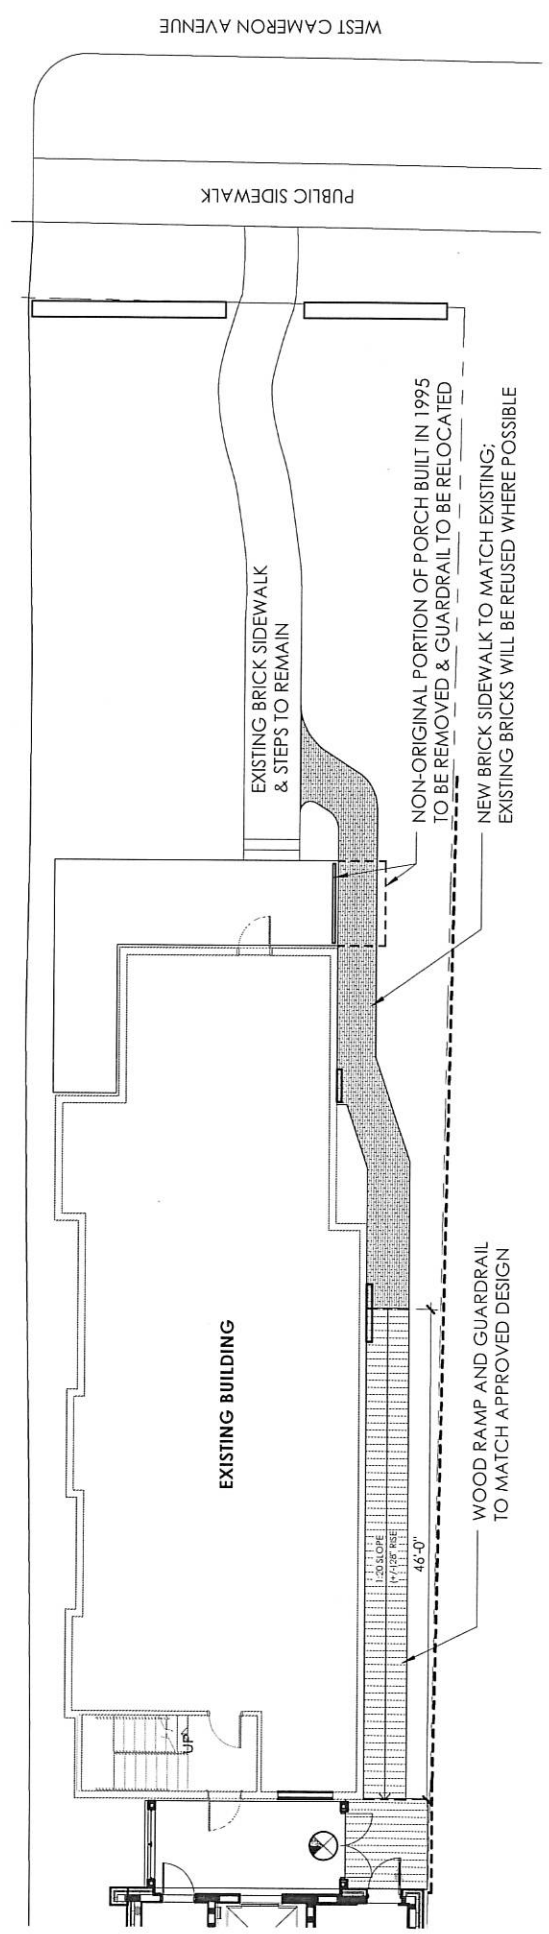 WEST CAMERON AVENUE
PUBLIC SIDEWALK
EXISTING BRICK SIDEWALK
& STEPS TO REMAIN
NON-ORIGINAL PORTION OF PORCH BUILT IN 1995
TO BE REMOVED & GUARDRAIL TO BE RELOCATED
NEW BRICK SIDEWALK TO MATCH EXISTING;
EXISTING BRICKS WILL BE REUSED WHERE POSSIBLE
EXISTING BUILDING
WOOD RAMP AND GUARDRAIL
TO MATCH APPROVED DESIGN
1:20 SLOPE
(+/-28" RISE)
46'-0"
UP